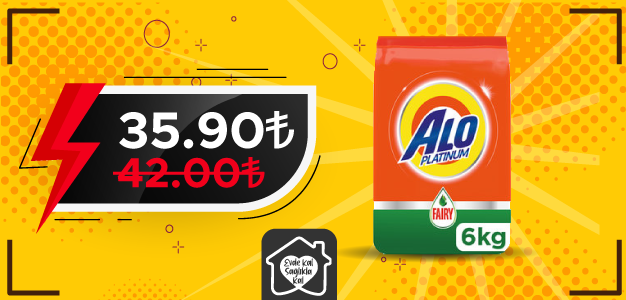 35.90₺
42.00₺
ALO
PLATINUM
FAIRY
6kg
Evde kal
Sağlıkla
kal